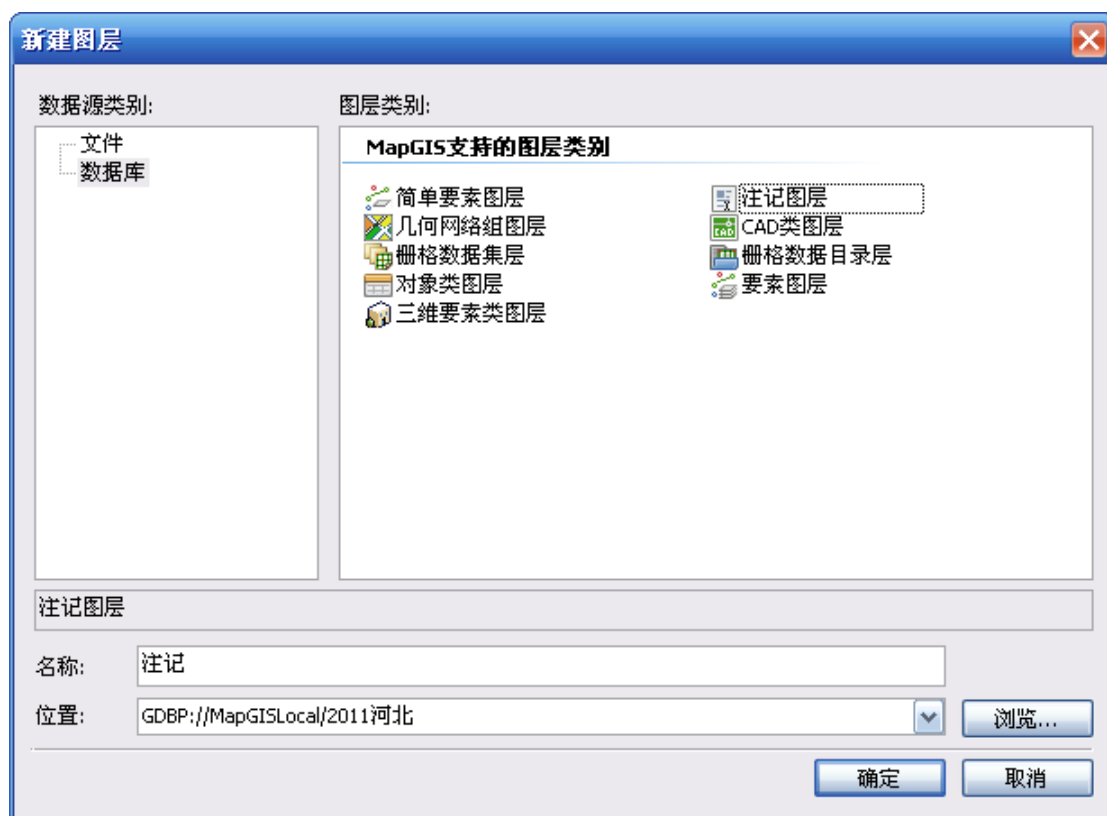 新建图层
数据源类别:
图层类别:
文件
数据库
MapGIS支持的图层类别
简单要素图层
注记图层
几何网络组图层
CAD类图层
栅格数据集层
栅格数据目录层
对象类图层
要素图层
三维要素类图层
注记图层
名称:
注记
位置:
GDBP://MapGISLocal/2011河北
浏览...
确定
取消